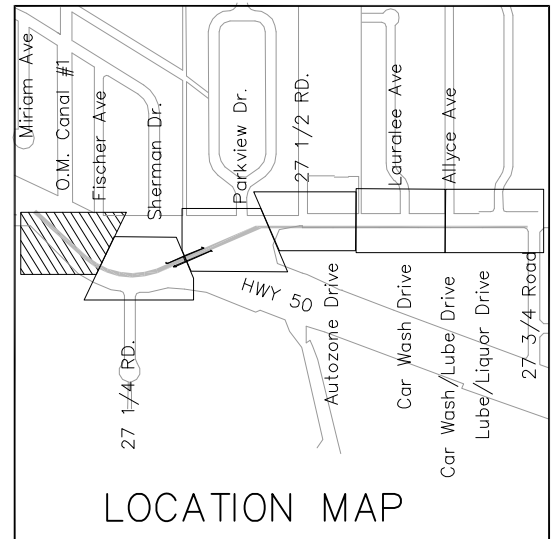 Miriam Ave
O.M. Canal #1
Fischer Ave
Sherman Dr.
Parkview Dr.
27 1/2 RD.
Lauralee Ave
Allyce Ave
HWY 50
27 1/4 RD.
Autozone Drive
Car Wash Drive
Car Wash/Lube Drive
Lube/Liquor Drive
27 3/4 Road
LOCATION MAP